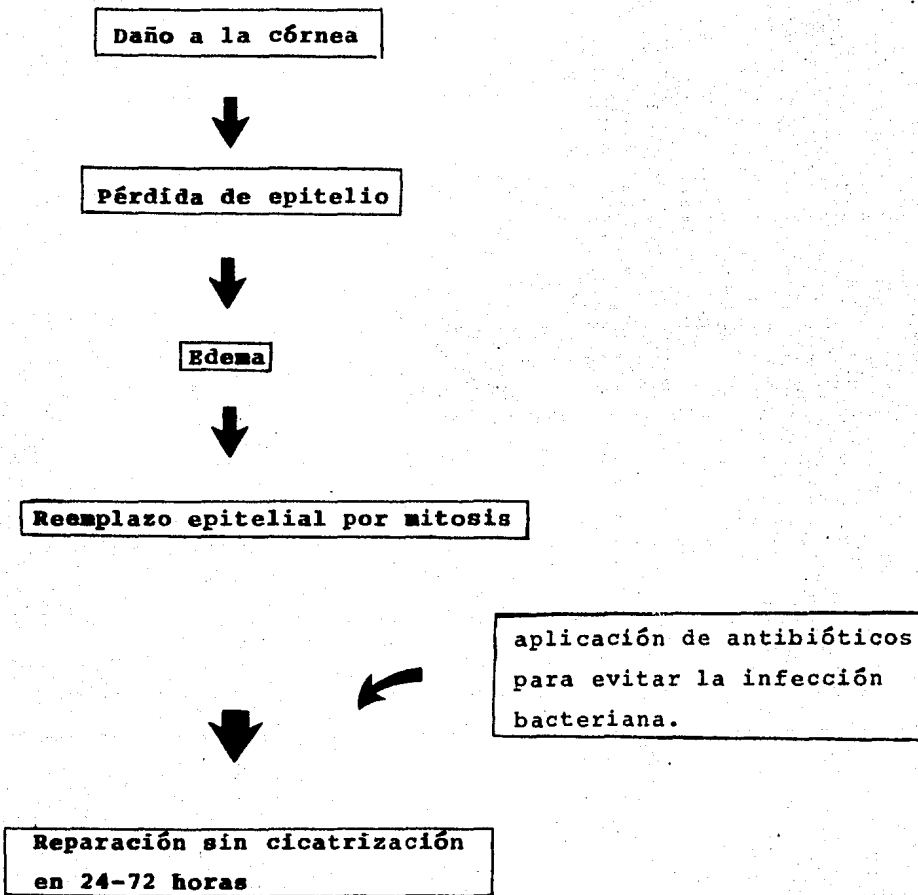 Daño a la córnea
Pérdida de epitelio
Edema
Reemplazo epitelial por mitosis
aplicación de antibióticos
para evitar la infección
bacteriana.
Reparación sin cicatrización
en 24-72 horas